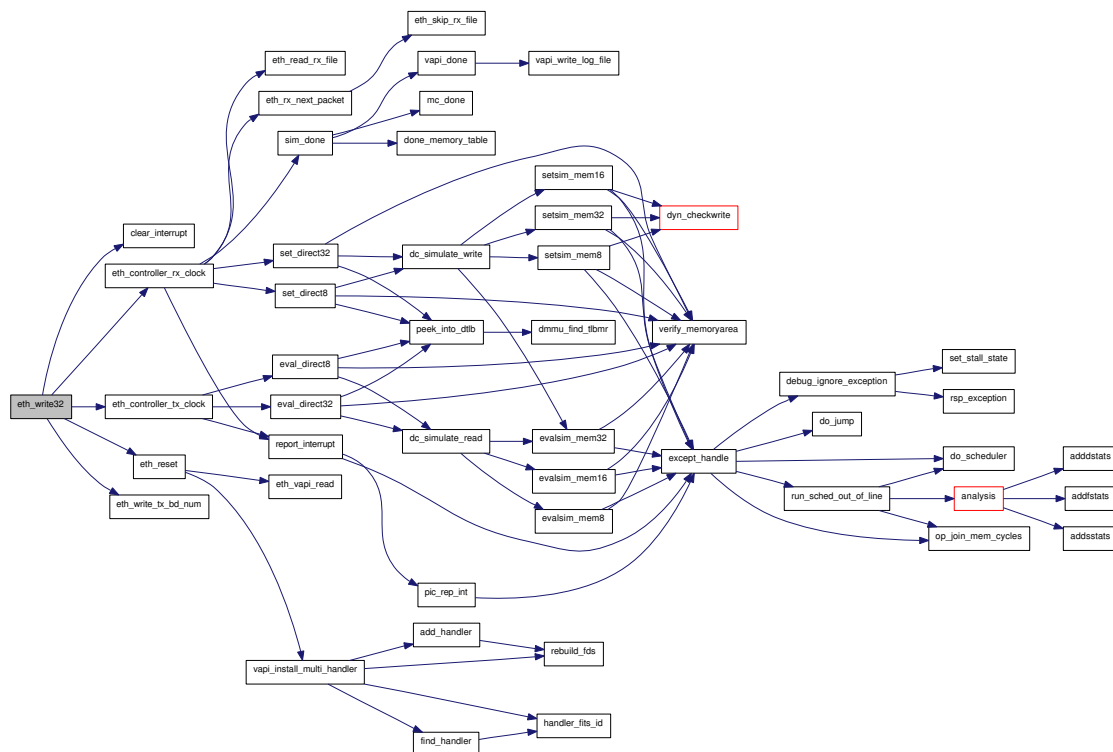 eth_skip_rx_file
eth_read_rx_file
vapi_done
vapi_write_log_file
eth_rx_next_packet
mc_done
sim_done
done_memory_table
setsim_mem16
setsim_mem32
dyn_checkwrite
clear_interrupt
set_direct32
dc_simulate_write
setsim_mem8
eth_controller_rx_clock
set_direct8
peek_into_dtlb
dmmu_find_tlbmr
verify_memoryarea
set_stall_state
eval_direct8
debug_ignore_exception
rsp_exception
eth_write32
eth_controller_tx_clock
eval_direct32
do_jump
report_interrupt
dc_simulate_read
evalsim_mem32
except_handle
do_scheduler
adddstats
eth_reset
eth_vapi_read
evalsim_mem16
run_sched_out_of_line
analysis
addfstats
eth_write_tx_bd_num
evalsim_mem8
op_join_mem_cycles
addsstats
pic_rep_int
add_handler
rebuild_fds
vapi_install_multi_handler
handler_fits_id
find_handler